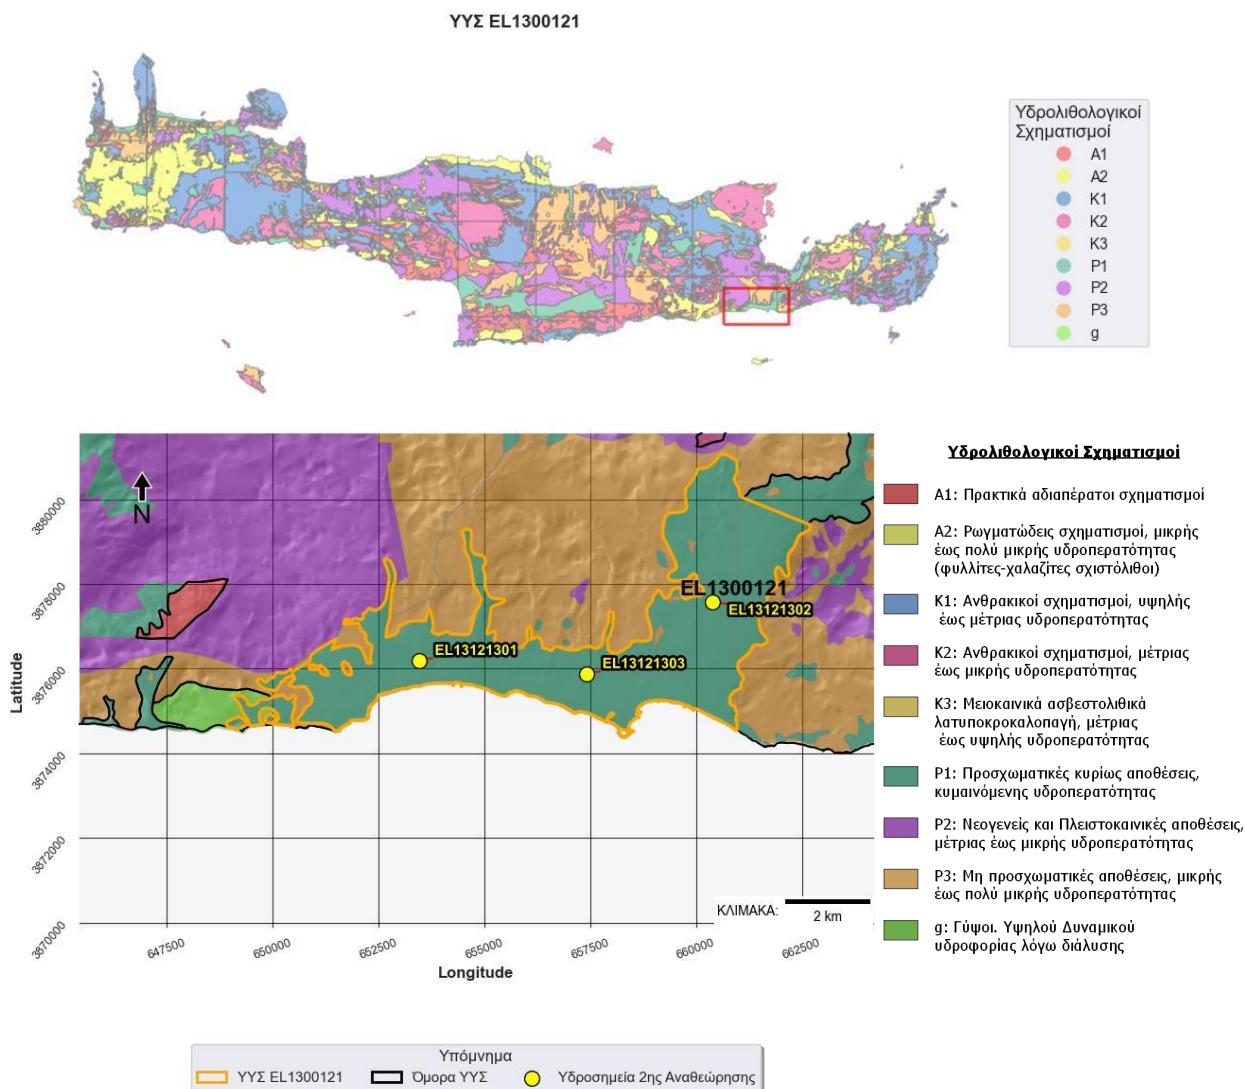 ΥΥΣ EL1300121
Υδρολιθολογικοί
Σχηματισμοί
A1
A2
K1
K2
K3
P1
P2
P3
g
N
EL1300121
EL13121302
EL13121301
EL13121303
3880000
3878000
3876000
3874000
3872000
3870000
Latitude
647500
650000
652500
655000
657500
660000
662500
Longitude
ΚΛΙΜΑΚΑ:
2 km
Υδρολιθολογικοί Σχηματισμοί
A1: Πρακτικά αδιαπέρατοι σχηματισμοί
A2: Ρωγματώδεις σχηματισμοί, μικρής
έως πολύ μικρής υδροπερατότητας
(φυλλίτες-χαλαζίτες σχιστόλιθοι)
K1: Ανθρακικοί σχηματισμοί, υψηλής
έως μέτριας υδροπερατότητας
K2: Ανθρακικοί σχηματισμοί, μέτριας
έως μικρής υδροπερατότητας
K3: Μειοκαινικά ασβεστολιθικά
λατυποκροκαλοπαγή, μέτριας
έως υψηλής υδροπερατότητας
P1: Προσχωματικές κυρίως αποθέσεις,
κυμαινόμενης υδροπερατότητας
P2: Νεογενείς και Πλειστοκαινικές αποθέσεις,
μέτριας έως μικρής υδροπερατότητας
P3: Μη προσχωματικές αποθέσεις, μικρής
έως πολύ μικρής υδροπερατότητας
g: Γύψοι. Υψηλού Δυναμικού
υδροφορίας λόγω διάλυσης
Υπόμνημα
ΥΥΣ EL1300121 Όμορα ΥΥΣ Υδροσημεία 2ης Αναθεώρησης